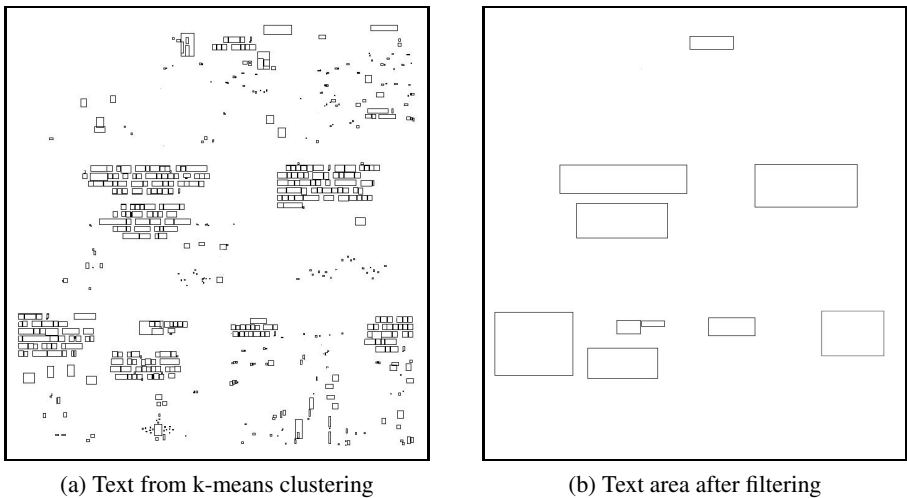 (a) Text from k-means clustering
(b) Text area after filtering